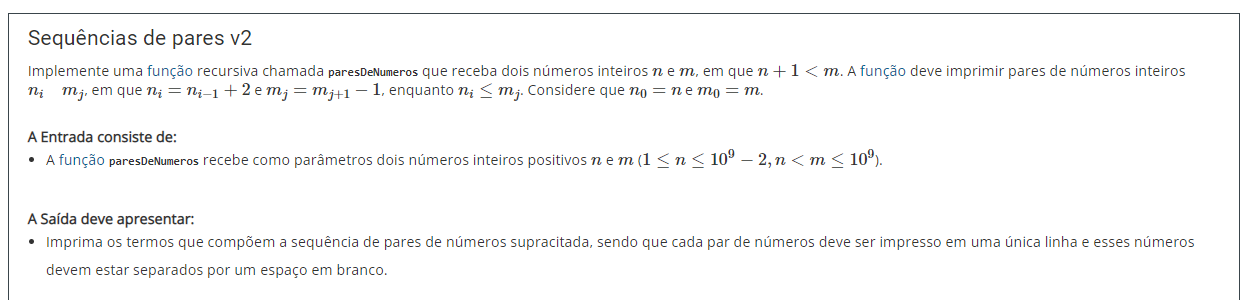 Sequências de pares v2
Implemente uma função recursiva chamada paresDeNumeros que receba dois números inteiros n e m, em que n + 1 < m. A função deve imprimir pares de números inteiros
n_i m_j, em que n_i = n_{i−1} + 2 e m_j = m_{j+1} − 1, enquanto n_i ≤ m_j. Considere que n_0 = n e m_0 = m.
A Entrada consiste de:
• A função paresDeNumeros recebe como parâmetros dois números inteiros positivos n e m (1 ≤ n ≤ 10^9 − 2, n < m ≤ 10^9).
A Saída deve apresentar:
• Imprima os termos que compõem a sequência de pares de números supracitada, sendo que cada par de números deve ser impresso em uma única linha e esses números
devem estar separados por um espaço em branco.